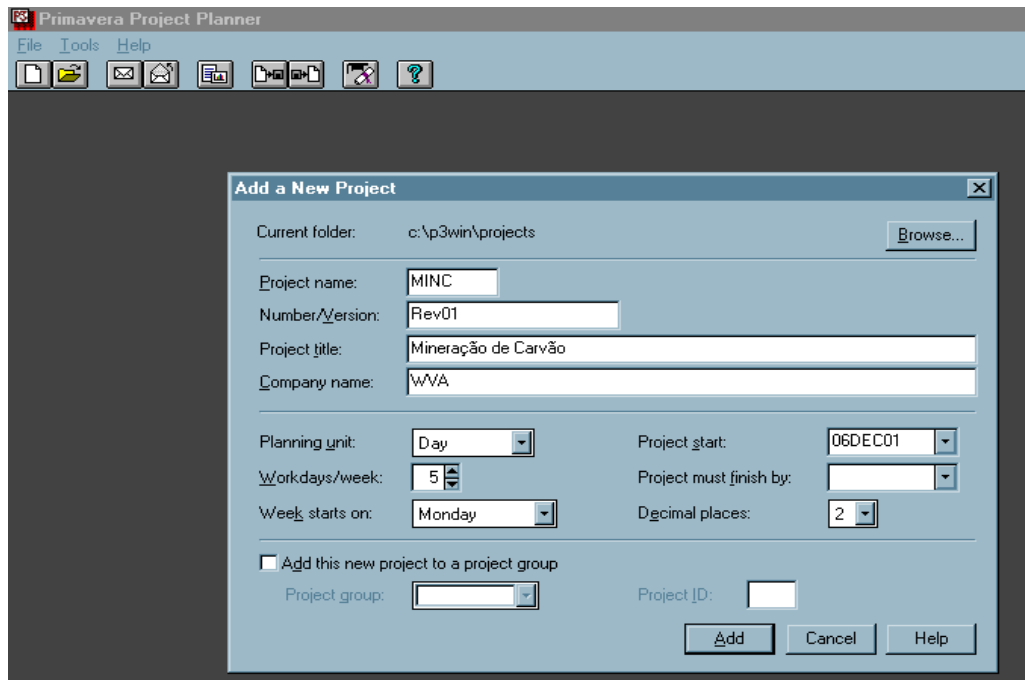 Primavera Project Planner
File Tools Help
Add a New Project
Current folder: c:\p3win\projects Browse...
Project name: MINC
Number/Version: Rev01
Project title: Mineração de Carvão
Company name: WVA
Planning unit: Day Project start: 06DEC01
Workdays/week: 5 Project must finish by:
Week starts on: Monday Decimal places: 2
Add this new project to a project group
Project group: Project ID:
Add Cancel Help